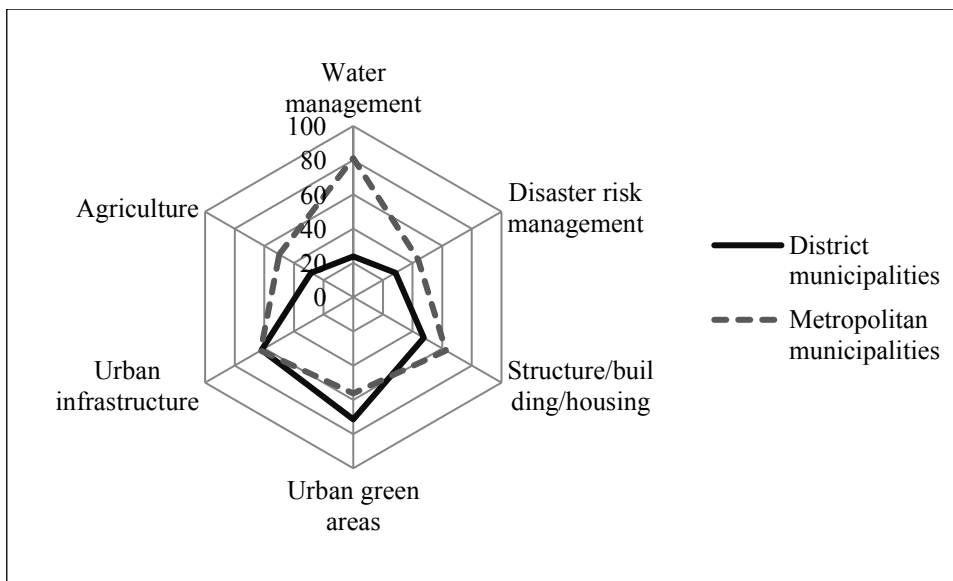 Water
management
100
80
60
40
20
0
Agriculture
Disaster risk
management
Urban
infrastructure
Structure/buil
ding/housing
Urban green
areas
District
municipalities
Metropolitan
municipalities